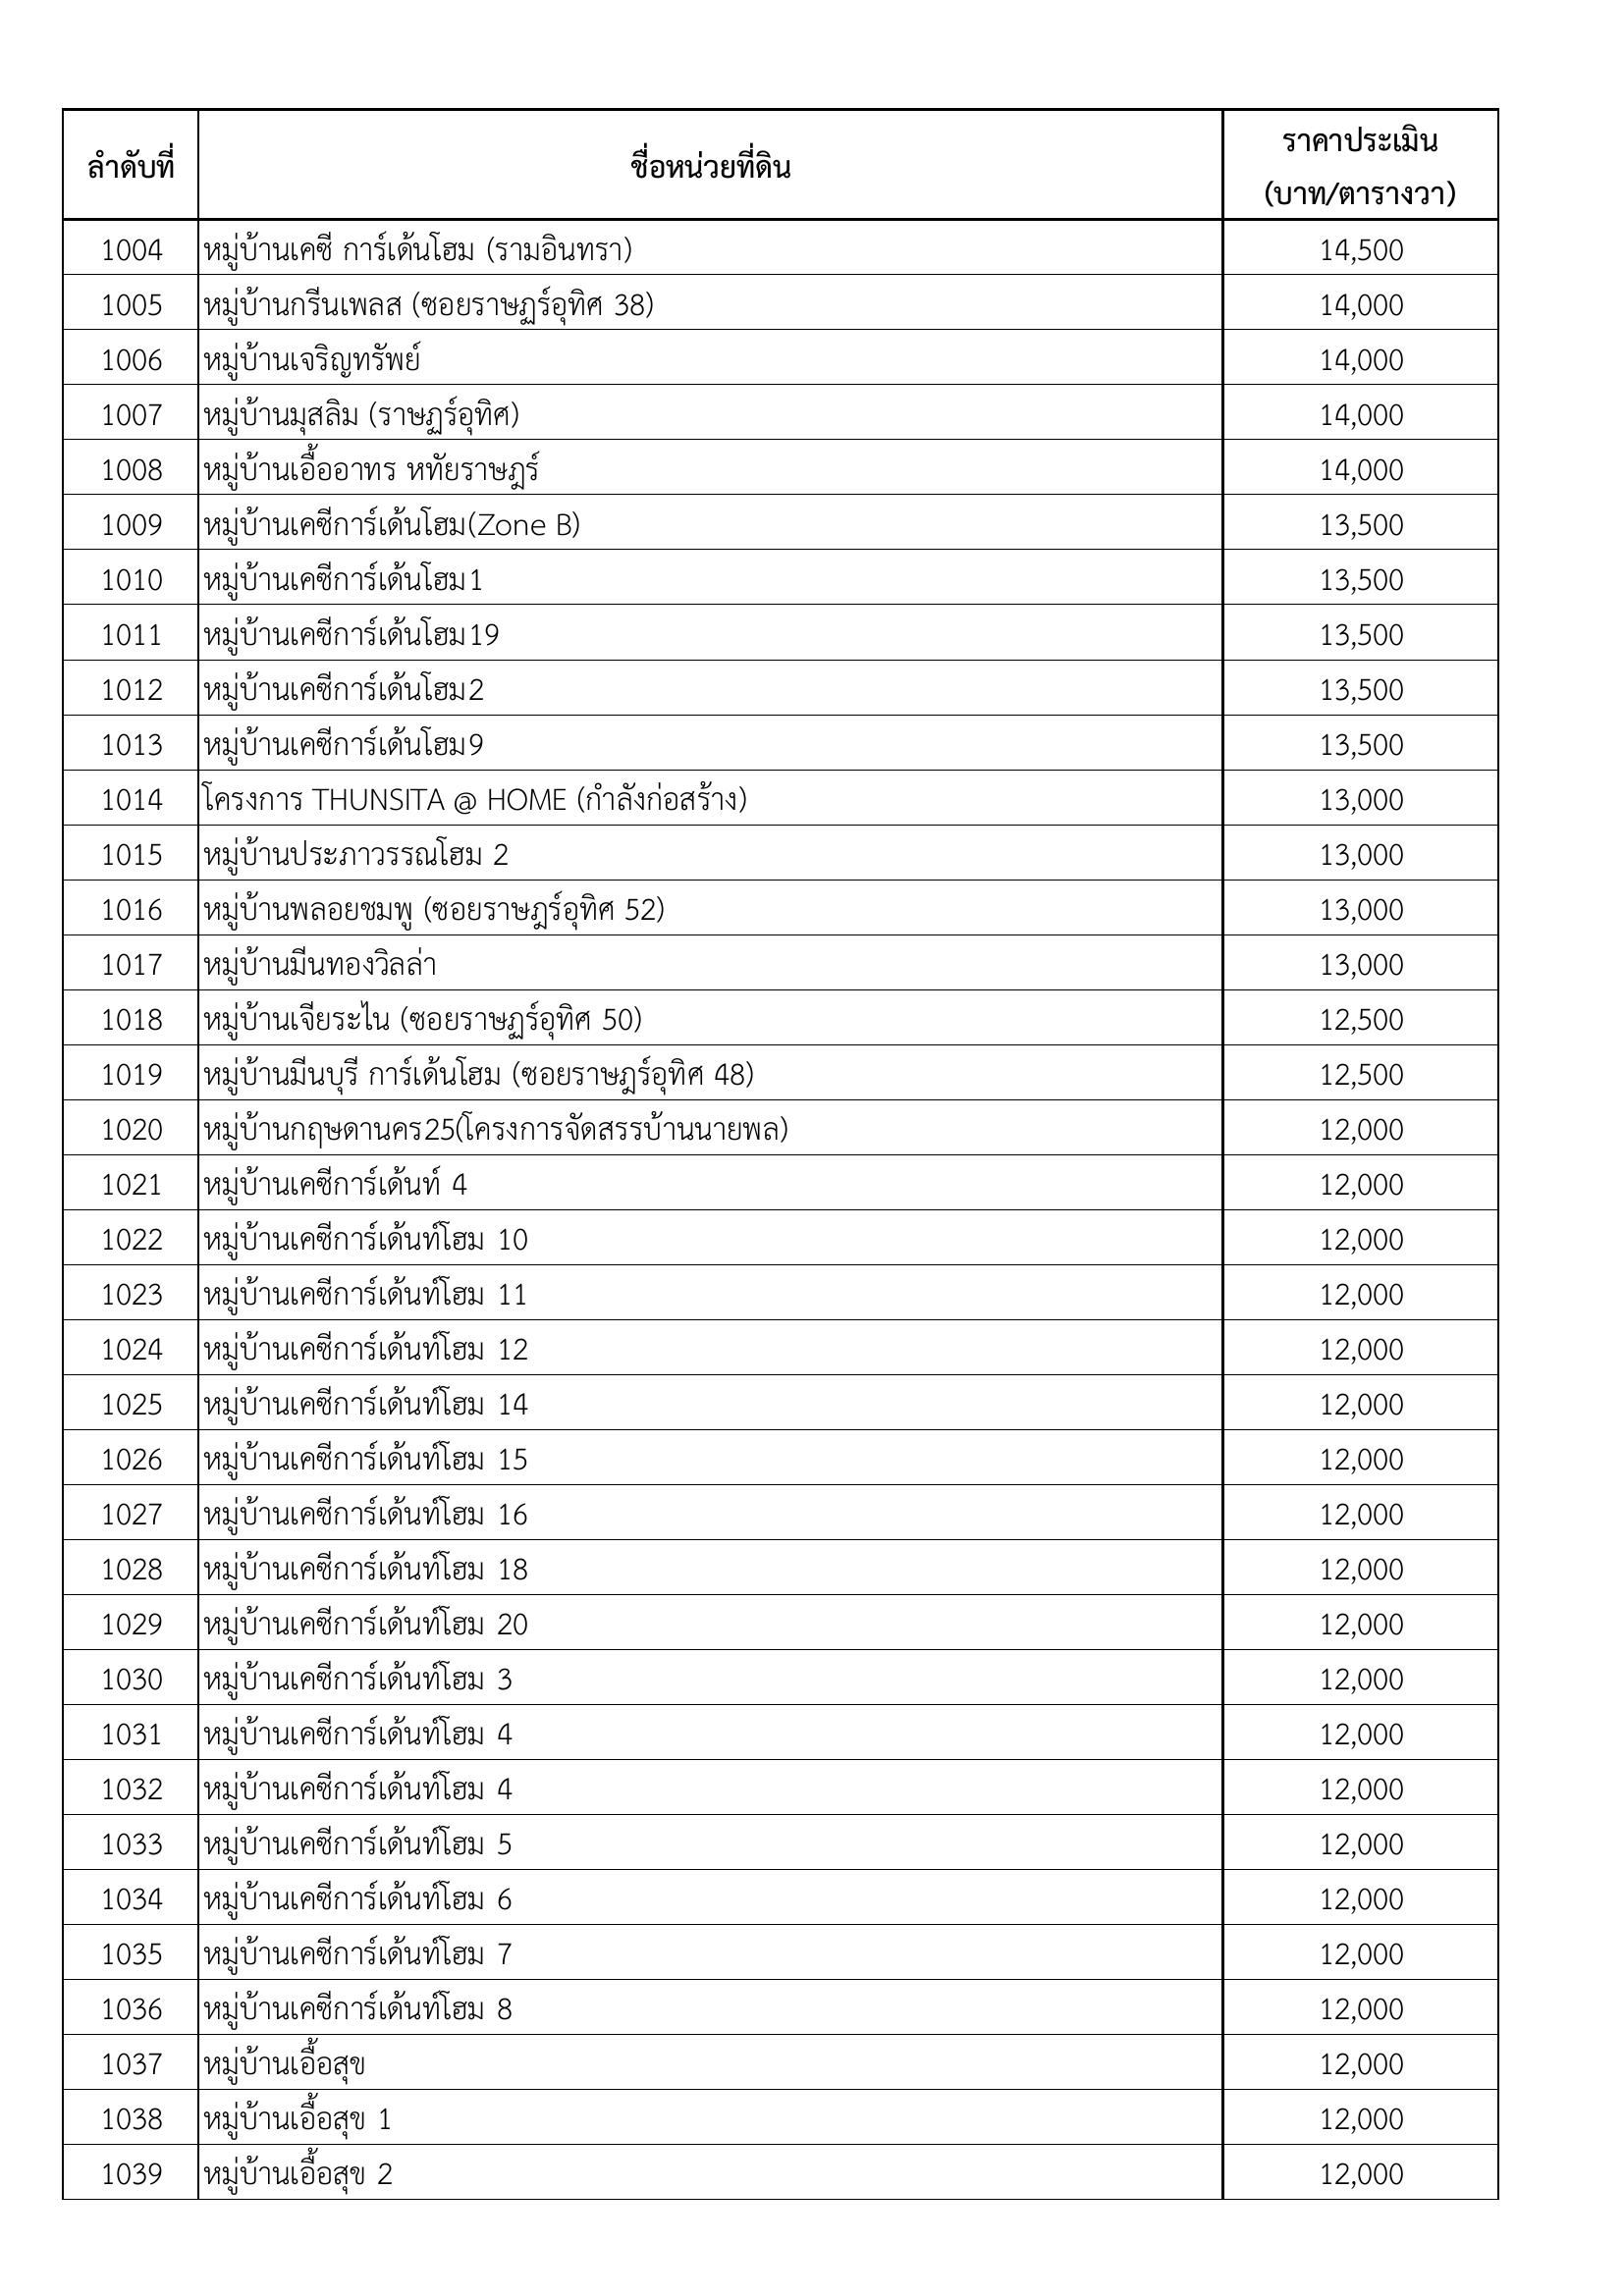 ลำดับที่ ชื่อหน่วยที่ดิน ราคาประเมิน
(บาท/ตารางวา)
1004 หมู่บ้านเคซี การ์เด้นโฮม (รามอินทรา) 14,500
1005 หมู่บ้านกรีนเพลส (ซอยราษฏร์อุทิศ 38) 14,000
1006 หมู่บ้านเจริญทรัพย์ 14,000
1007 หมู่บ้านมุสลิม (ราษฏร์อุทิศ) 14,000
1008 หมู่บ้านเอื้ออาทร หทัยราษฎร์ 14,000
1009 หมู่บ้านเคซีการ์เด้นโฮม(Zone B) 13,500
1010 หมู่บ้านเคซีการ์เด้นโฮม1 13,500
1011 หมู่บ้านเคซีการ์เด้นโฮม19 13,500
1012 หมู่บ้านเคซีการ์เด้นโฮม2 13,500
1013 หมู่บ้านเคซีการ์เด้นโฮม9 13,500
1014 โครงการ THUNSITA @ HOME (กำลังก่อสร้าง) 13,000
1015 หมู่บ้านประภาวรรณโฮม 2 13,000
1016 หมู่บ้านพลอยชมพู (ซอยราษฎร์อุทิศ 52) 13,000
1017 หมู่บ้านมีนทองวิลล่า 13,000
1018 หมู่บ้านเจียระไน (ซอยราษฏร์อุทิศ 50) 12,500
1019 หมู่บ้านมีนบุรี การ์เด้นโฮม (ซอยราษฎร์อุทิศ 48) 12,500
1020 หมู่บ้านกฤษดานคร25(โครงการจัดสรรบ้านนายพล) 12,000
1021 หมู่บ้านเคซีการ์เด้นท์ 4 12,000
1022 หมู่บ้านเคซีการ์เด้นท์โฮม 10 12,000
1023 หมู่บ้านเคซีการ์เด้นท์โฮม 11 12,000
1024 หมู่บ้านเคซีการ์เด้นท์โฮม 12 12,000
1025 หมู่บ้านเคซีการ์เด้นท์โฮม 14 12,000
1026 หมู่บ้านเคซีการ์เด้นท์โฮม 15 12,000
1027 หมู่บ้านเคซีการ์เด้นท์โฮม 16 12,000
1028 หมู่บ้านเคซีการ์เด้นท์โฮม 18 12,000
1029 หมู่บ้านเคซีการ์เด้นท์โฮม 20 12,000
1030 หมู่บ้านเคซีการ์เด้นท์โฮม 3 12,000
1031 หมู่บ้านเคซีการ์เด้นท์โฮม 4 12,000
1032 หมู่บ้านเคซีการ์เด้นท์โฮม 4 12,000
1033 หมู่บ้านเคซีการ์เด้นท์โฮม 5 12,000
1034 หมู่บ้านเคซีการ์เด้นท์โฮม 6 12,000
1035 หมู่บ้านเคซีการ์เด้นท์โฮม 7 12,000
1036 หมู่บ้านเคซีการ์เด้นท์โฮม 8 12,000
1037 หมู่บ้านเอื้อสุข 12,000
1038 หมู่บ้านเอื้อสุข 1 12,000
1039 หมู่บ้านเอื้อสุข 2 12,000